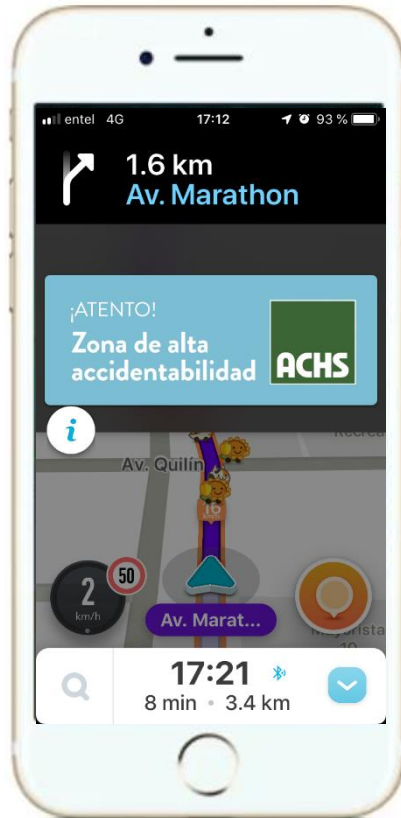 entel 4G 17:12 93 %
1.6 km
Av. Marathon
¡ATENTO!
Zona de alta
accidentabilidad
ACHS
i
Av. Quilín
16
50
2
km/h
Av. Marat...
17:21
8 min • 3.4 km